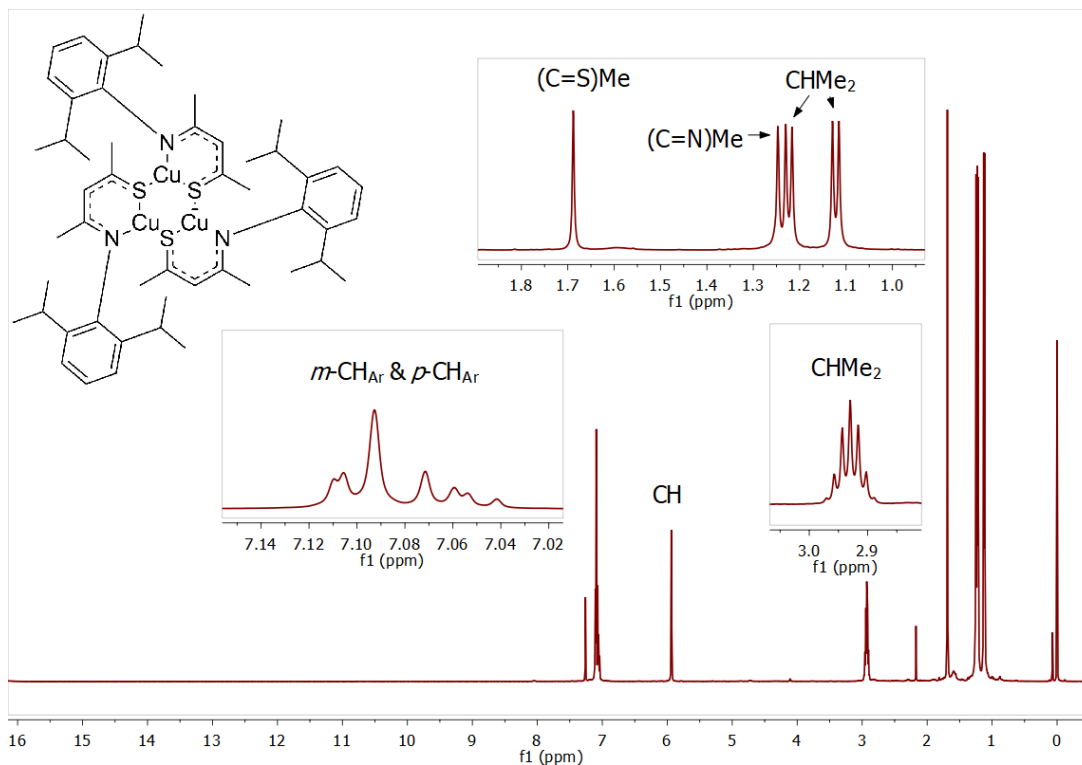 N
Cu
S
S
Cu
Cu
S
N
N
(C=S)Me
CHMe2
(C=N)Me
1.8 1.7 1.6 1.5 1.4 1.3 1.2 1.1 1.0
f1 (ppm)
m-CHAr & p-CHAr
7.14 7.12 7.10 7.08 7.06 7.04 7.02
f1 (ppm)
CH
CHMe2
3.0 2.9
f1 (ppm)
16 15 14 13 12 11 10 9 8 7 6 5 4 3 2 1 0
f1 (ppm)